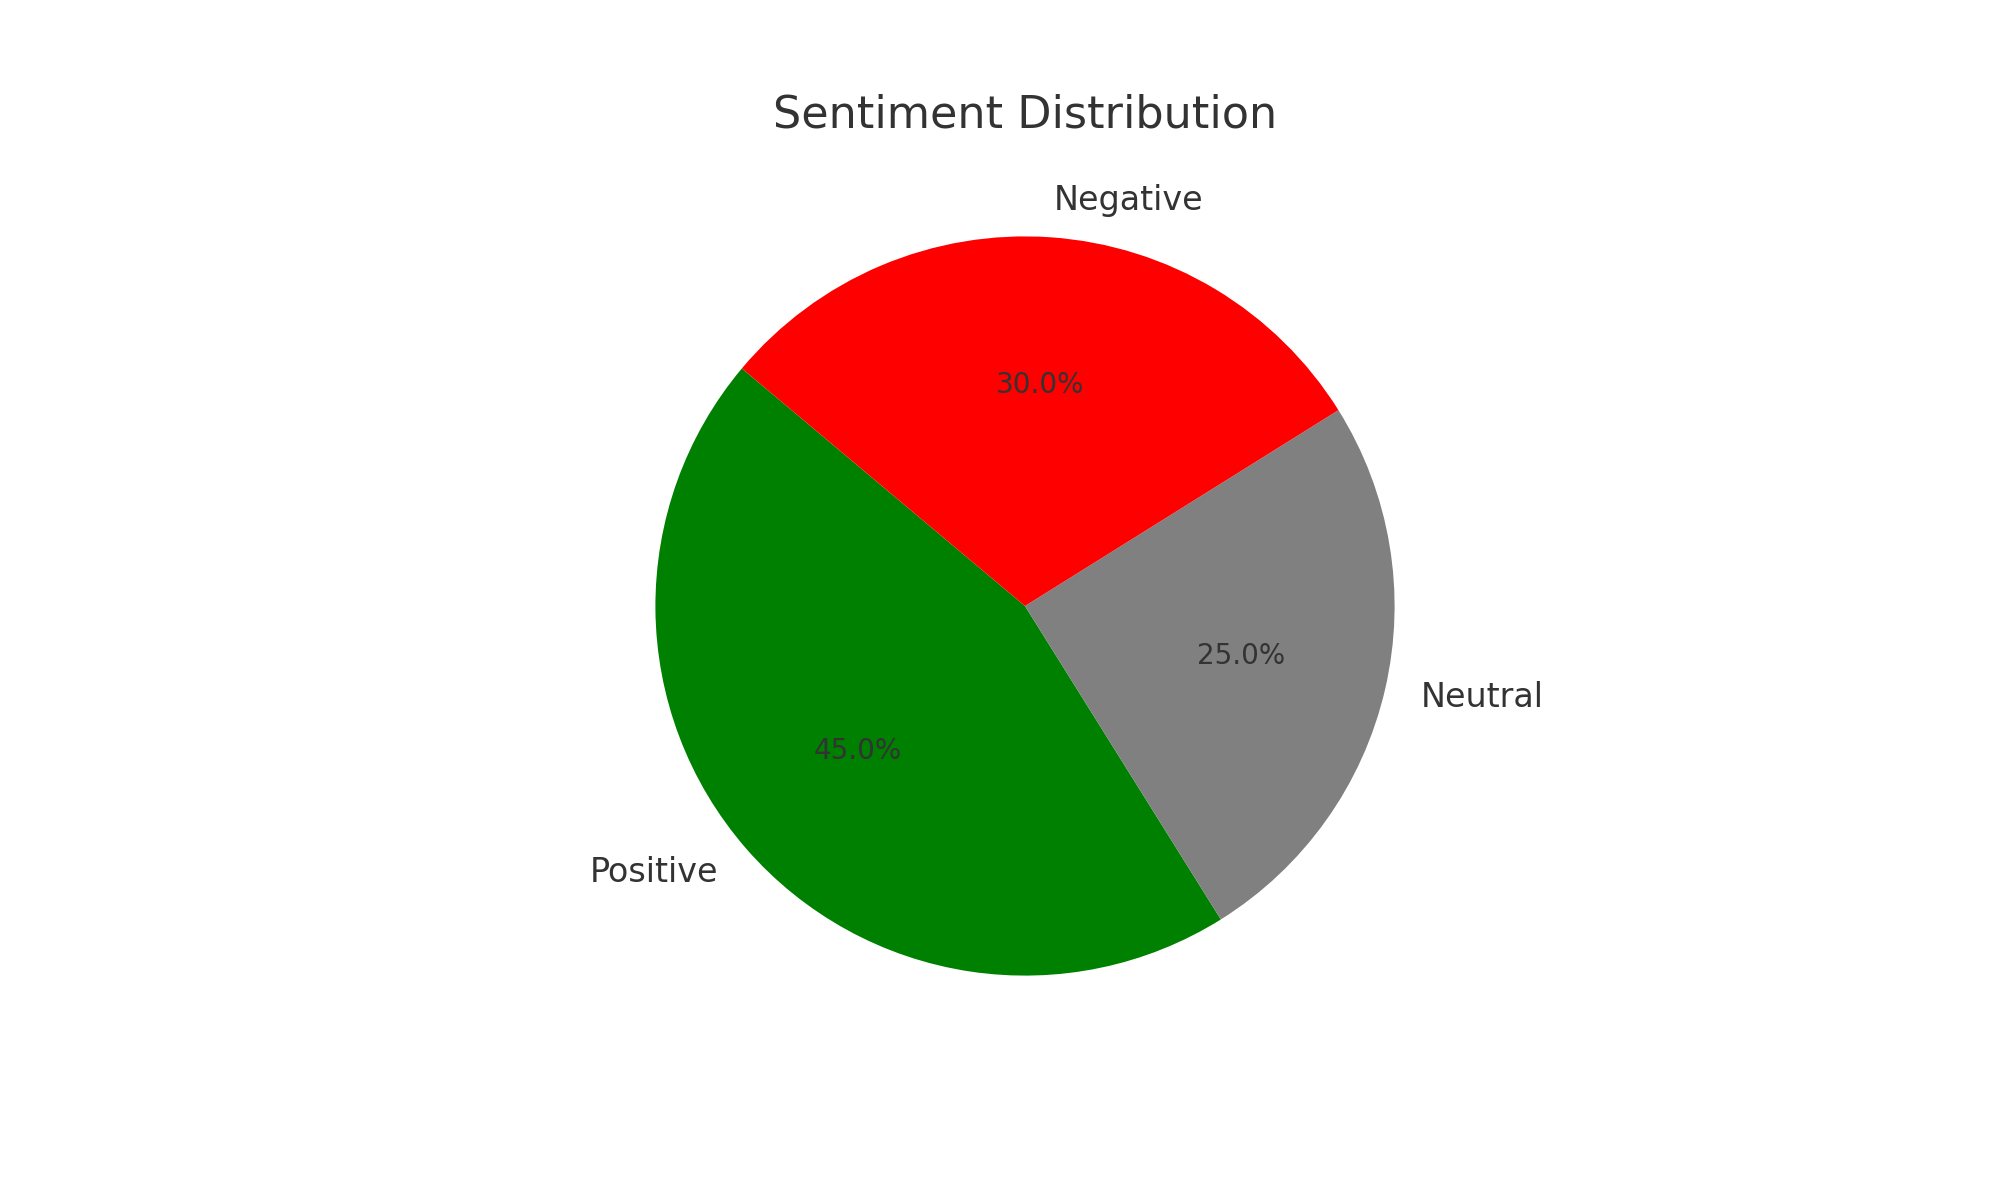 Sentiment Distribution
Negative
30.0%
25.0%
Neutral
45.0%
Positive